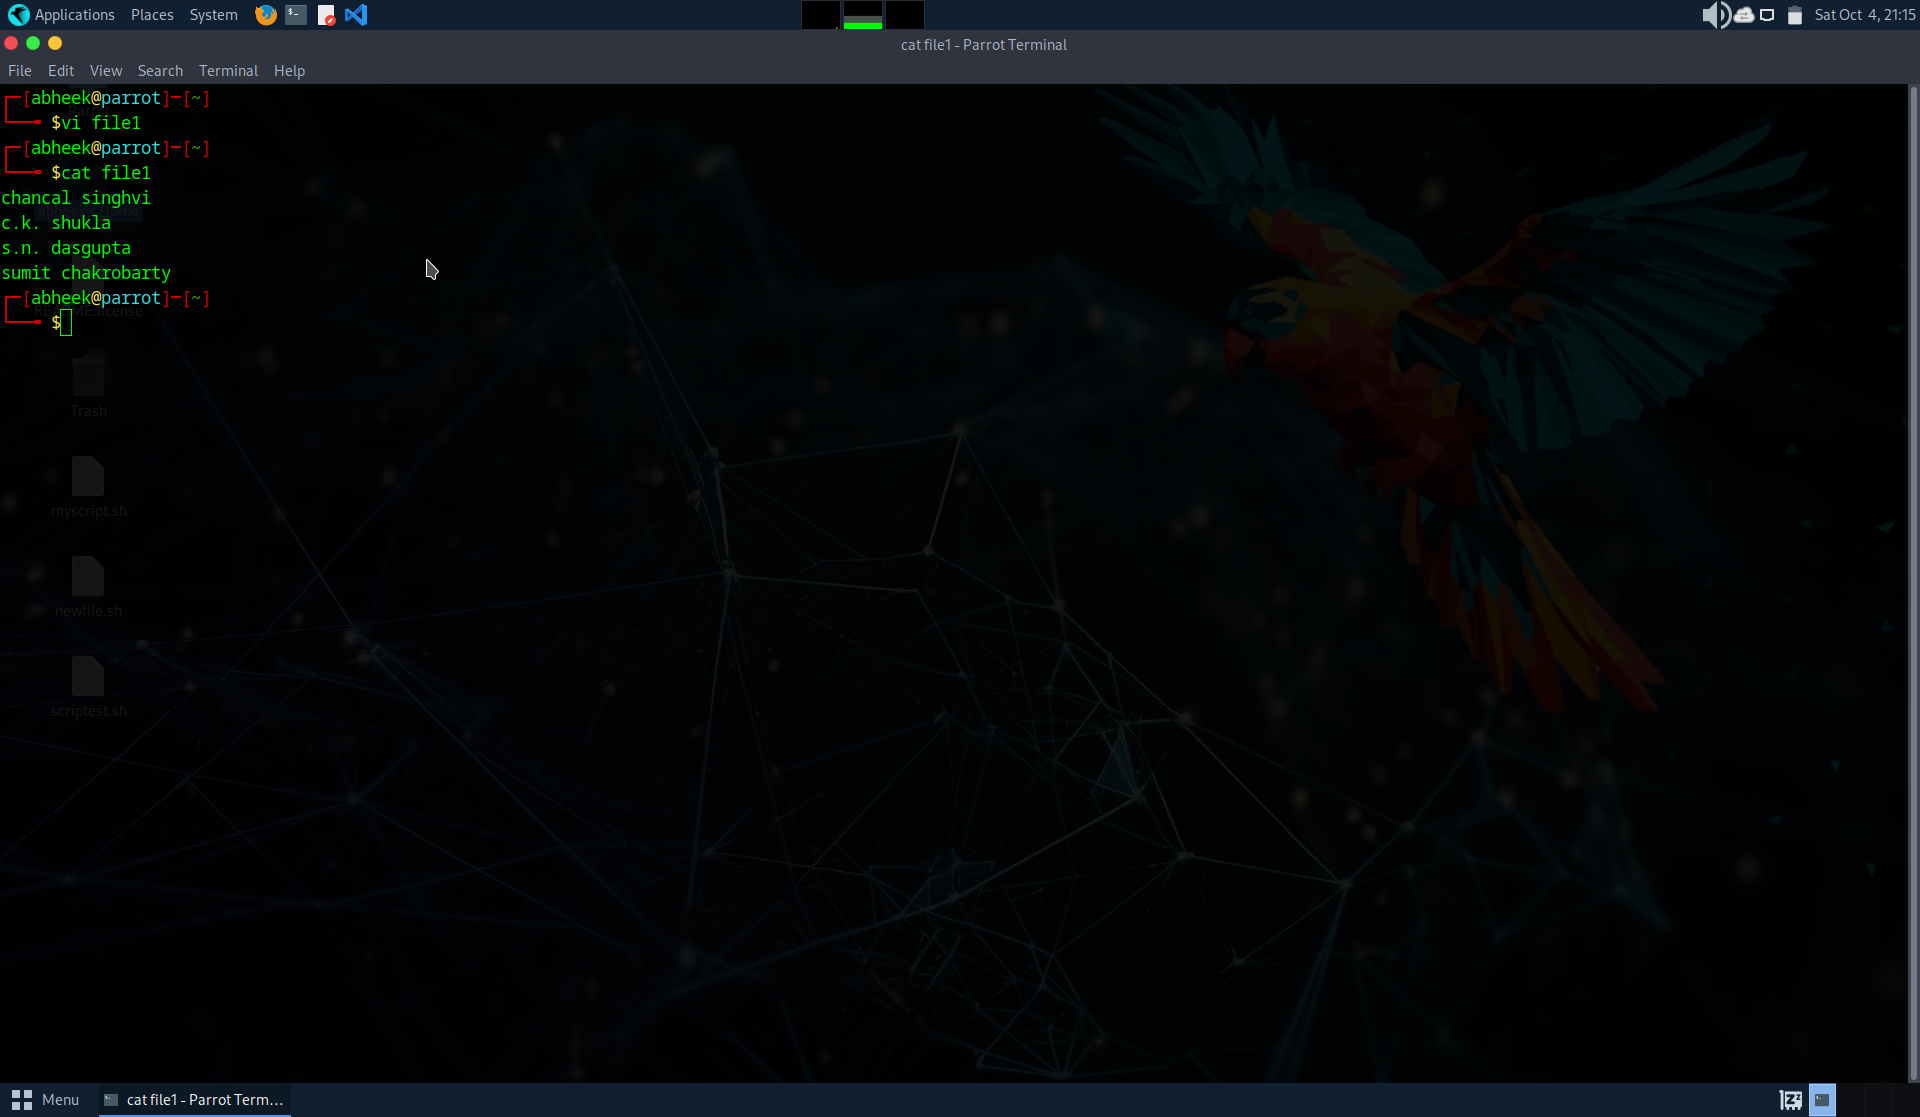 Applications Places System Sat Oct 4, 21:15
cat file1 - Parrot Terminal
File Edit View Search Terminal Help
┌─[abheek@parrot]─[~]
└──╼ $vi file1
┌─[abheek@parrot]─[~]
└──╼ $cat file1
chancal singhvi
c.k. shukla
s.n. dasgupta
sumit chakrobarty
┌─[abheek@parrot]─[~]
└──╼ $
README.license
Trash
myscript.sh
newfile.sh
scriptest.sh
Menu cat file1 - Parrot Term...